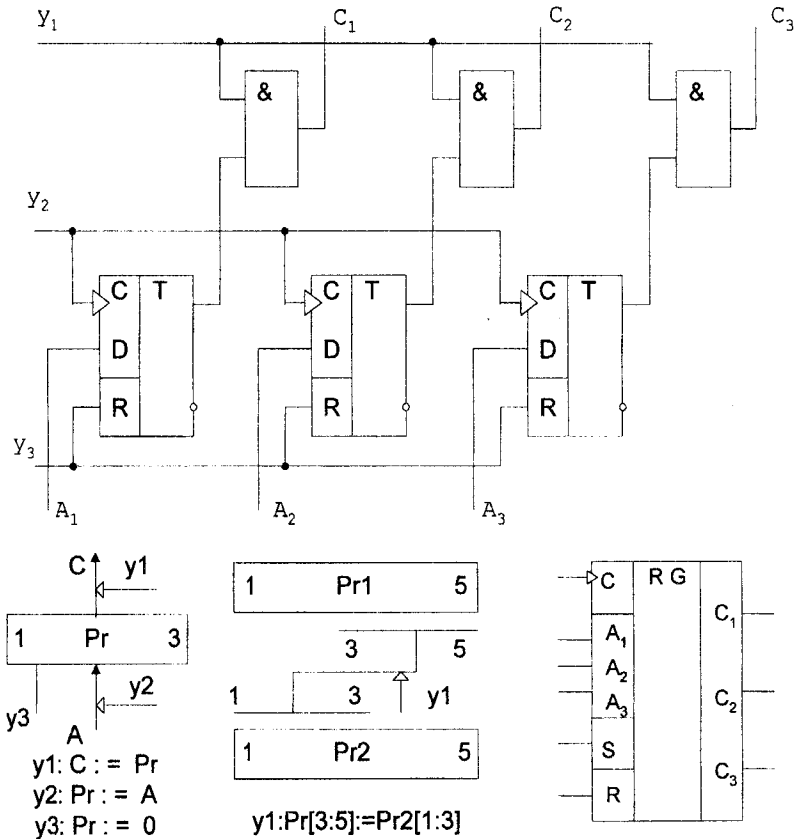 y₁ C₁ C₂ C₃
& & &
y₂
C T C T C T
D D D
R R R
y₃
A₁ A₂ A₃
C y1
1 Pr 3
y3 y2
A
y1: C : = Pr
y2: Pr : = A
y3: Pr : = 0
1 Pr1 5
3 5
1 3 y1
1 Pr2 5
y1:Pr[3:5]:=Pr2[1:3]
C R G
A₁ C₁
A₂
A₃ C₂
S
R C₃